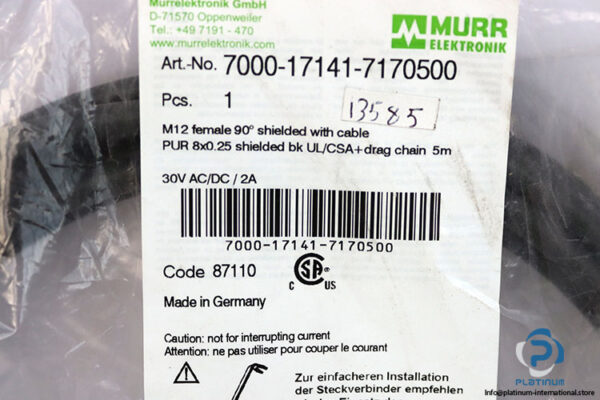 Murrelektronik GmbH
D-71570 Oppenweiler
Tel.: +49 7191 - 470
www.murrelektronik.com
MURR
ELEKTRONIK
Art.-No. 7000-17141-7170500
Pcs. 1
13585
M12 female 90° shielded with cable
PUR 8x0.25 shielded bk UL/CSA+drag chain 5m
30V AC/DC / 2A
7000-17141-7170500
Code 87110
CSA®
C US
Made in Germany
Caution: not for interrupting current
Attention: ne pas utiliser pour couper le courant
Zur einfacheren Installation
der Steckverbinder empfehlen
PLATINUM
info@platinum-international.store